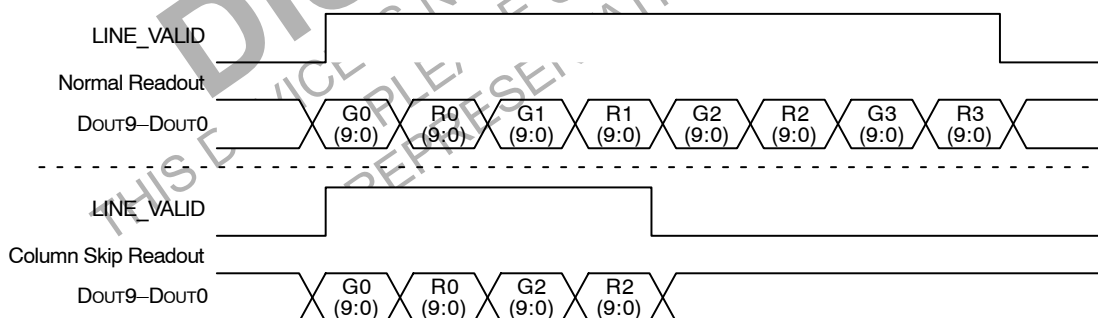 LINE_VALID
Normal Readout
DOUT9–DOUT0
G0 (9:0) R0 (9:0) G1 (9:0) R1 (9:0) G2 (9:0) R2 (9:0) G3 (9:0) R3 (9:0)
LINE_VALID
Column Skip Readout
DOUT9–DOUT0
G0 (9:0) R0 (9:0) G2 (9:0) R2 (9:0)
THIS